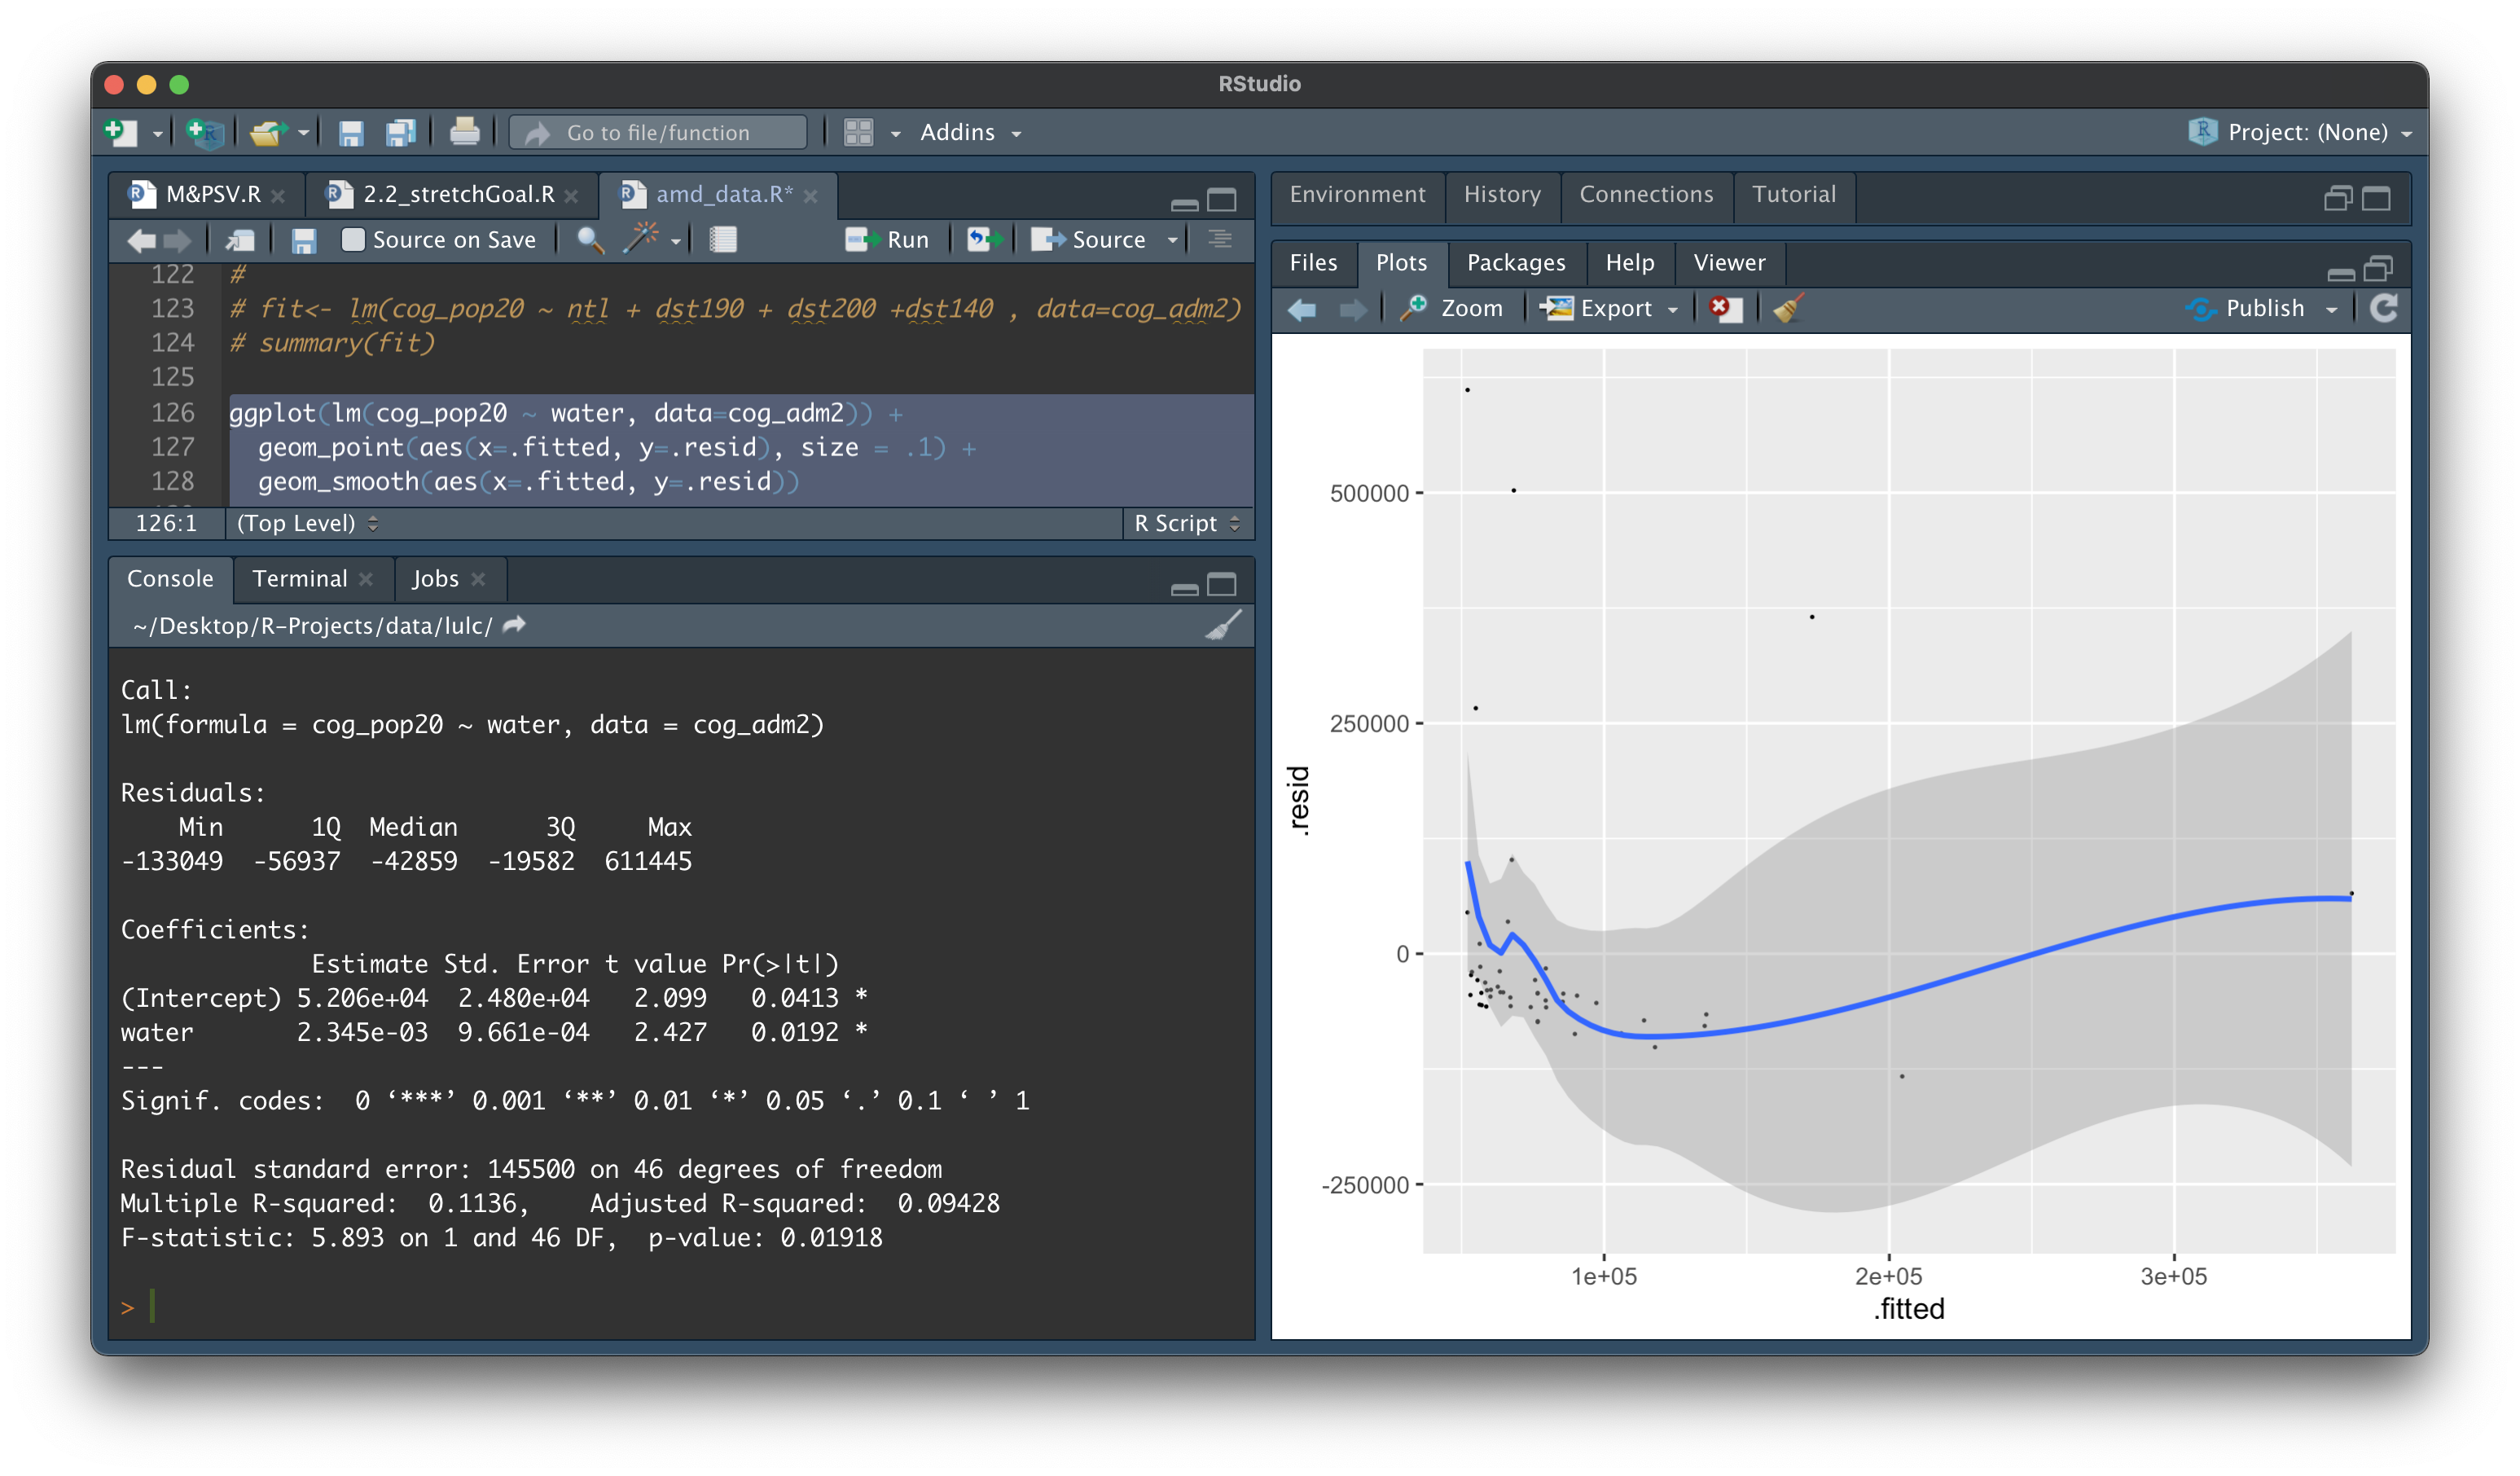 RStudio
Go to file/function
Addins
Project: (None)
M&PSV.R
2.2_stretchGoal.R
amd_data.R*
Source on Save
Run
Source
122 #
123 # fit<- lm(cog_pop20 ~ ntl + dst190 + dst200 +dst140 , data=cog_adm2)
124 # summary(fit)
125
126 ggplot(lm(cog_pop20 ~ water, data=cog_adm2)) +
127 geom_point(aes(x=.fitted, y=.resid), size = .1) +
128 geom_smooth(aes(x=.fitted, y=.resid))
126:1 (Top Level) R Script
Console Terminal Jobs
~/Desktop/R-Projects/data/lulc/
Call:
lm(formula = cog_pop20 ~ water, data = cog_adm2)
Residuals:
Min 1Q Median 3Q Max
-133049 -56937 -42859 -19582 611445
Coefficients:
Estimate Std. Error t value Pr(>|t|)
(Intercept) 5.206e+04 2.480e+04 2.099 0.0413 *
water 2.345e-03 9.661e-04 2.427 0.0192 *
---
Signif. codes: 0 ‘***’ 0.001 ‘**’ 0.01 ‘*’ 0.05 ‘.’ 0.1 ‘ ’ 1
Residual standard error: 145500 on 46 degrees of freedom
Multiple R-squared: 0.1136, Adjusted R-squared: 0.09428
F-statistic: 5.893 on 1 and 46 DF, p-value: 0.01918
>
Environment History Connections Tutorial
Files Plots Packages Help Viewer
Zoom Export Publish
500000
250000
0
-250000
.resid
1e+05 2e+05 3e+05
.fitted